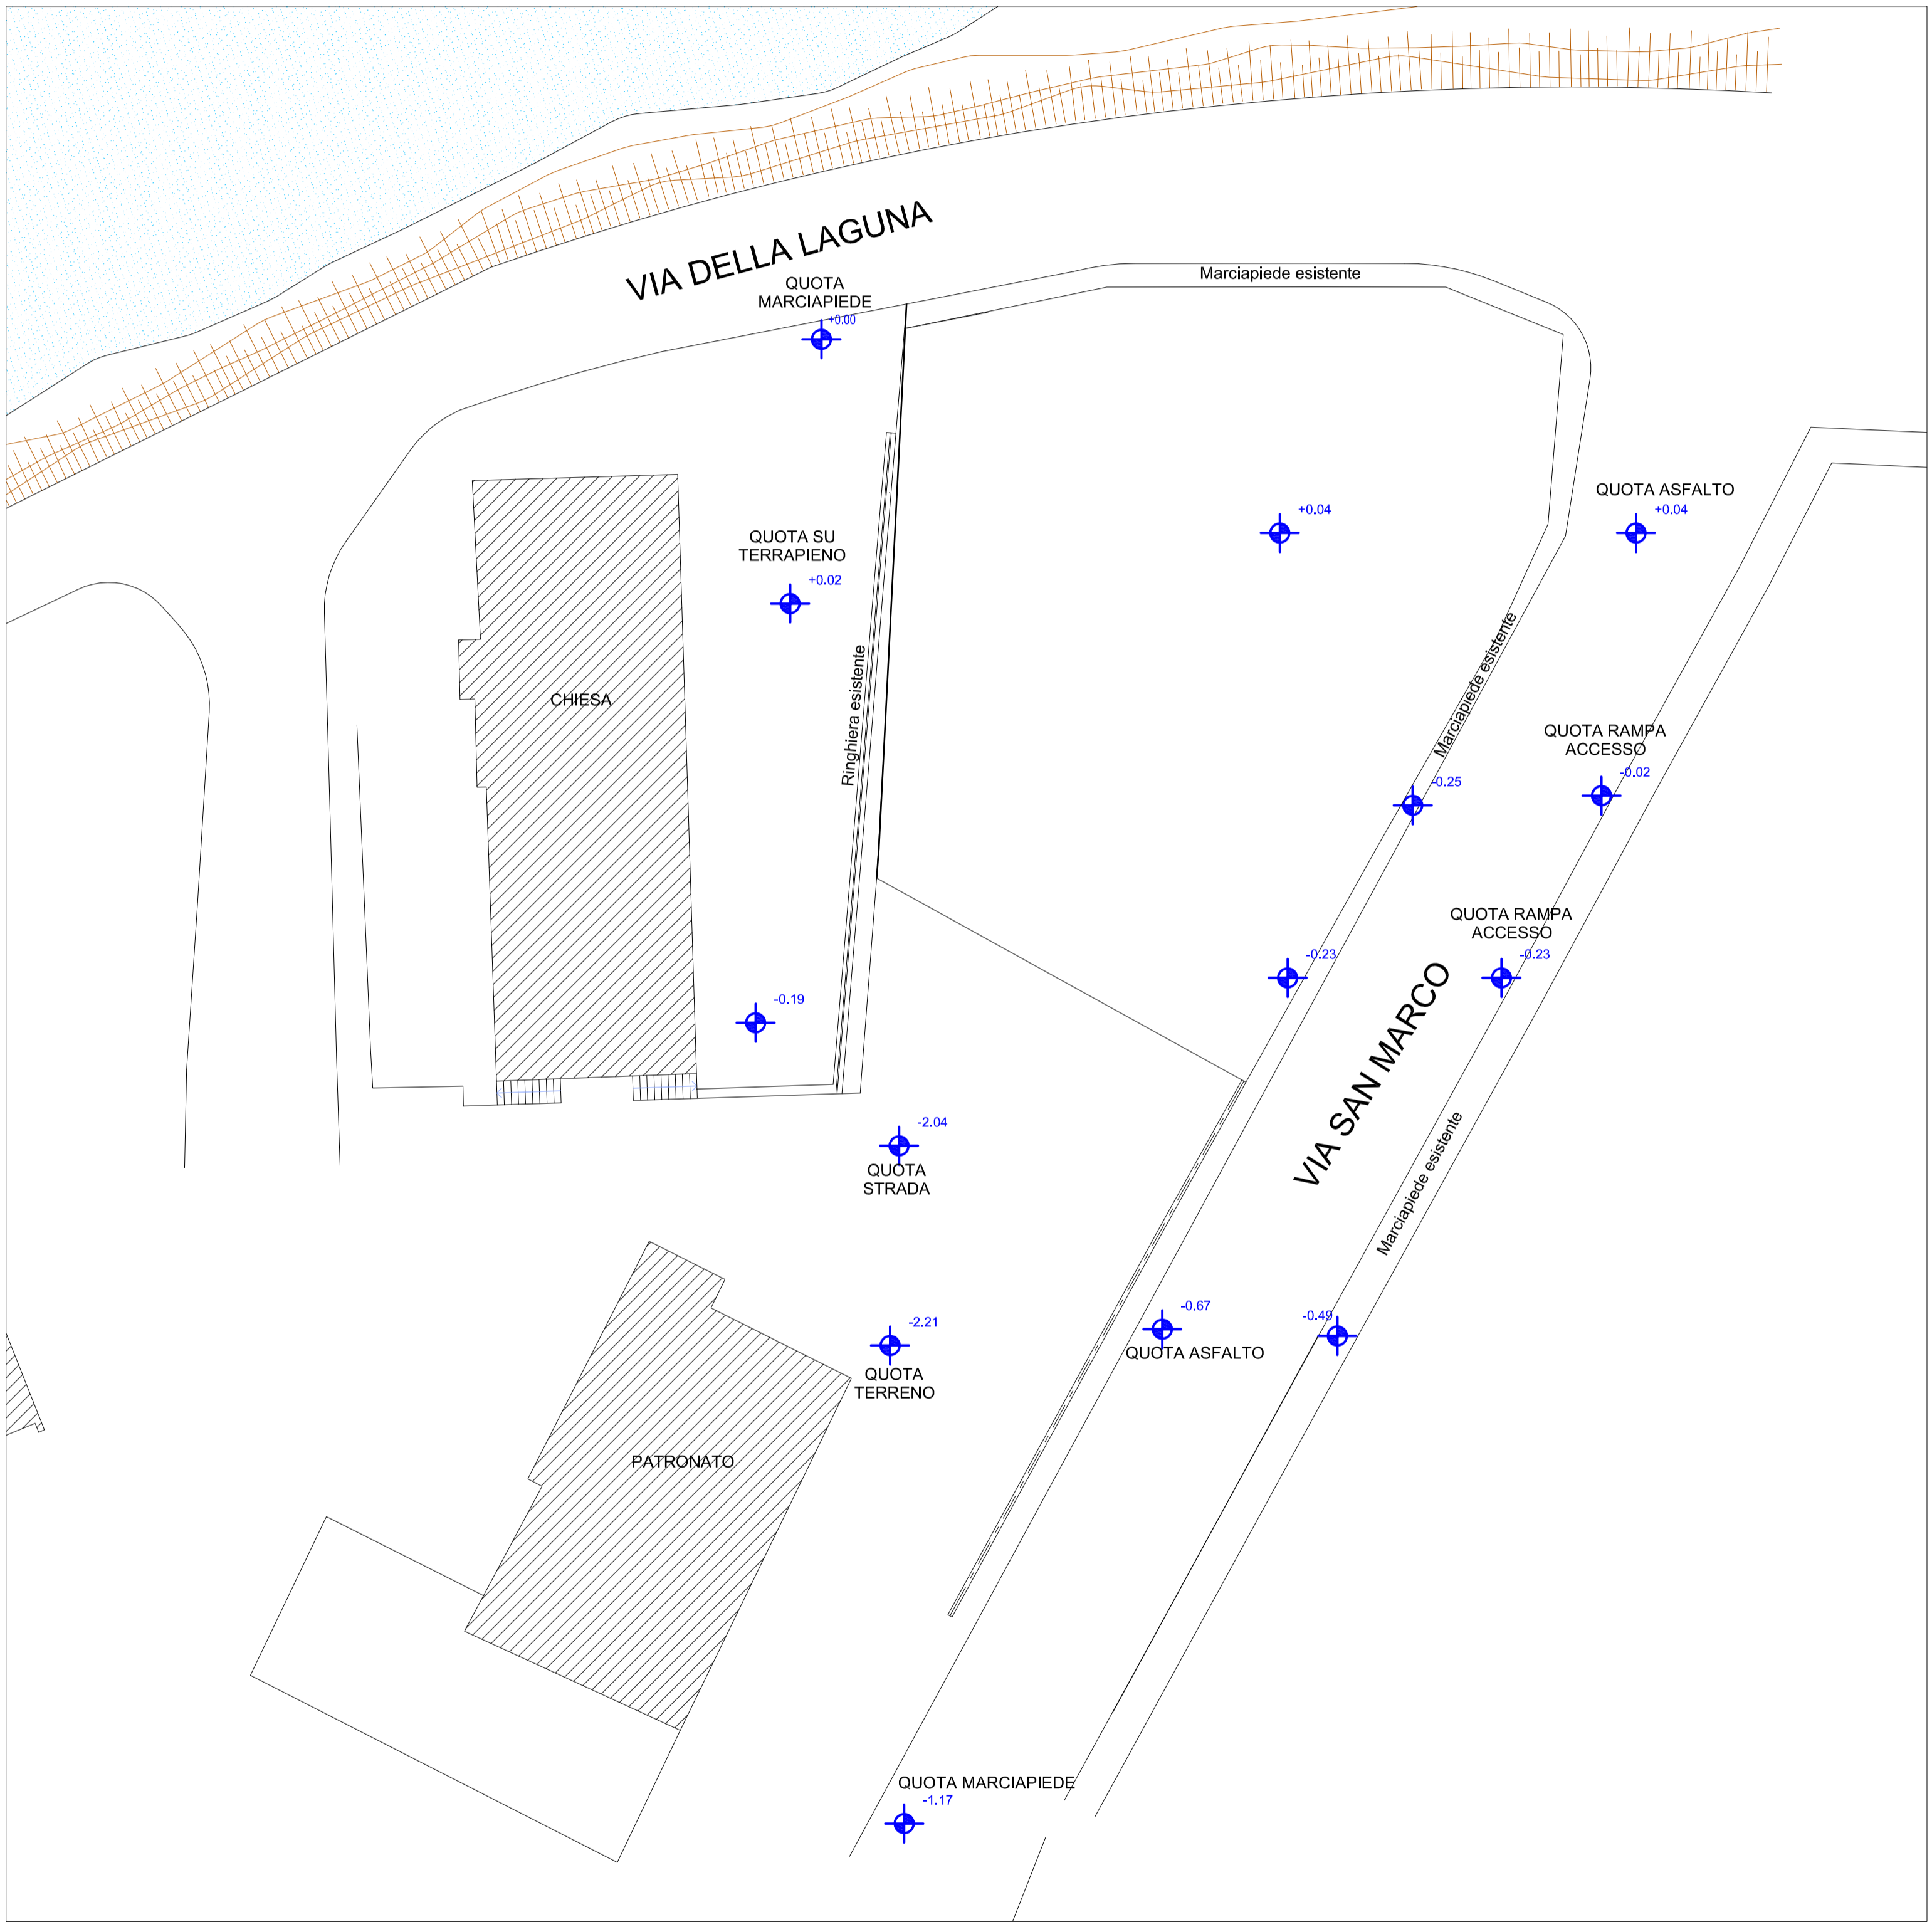 VIA DELLA LAGUNA
QUOTA
MARCIAPIEDE
+0.00
Marciapiede esistente
QUOTA ASFALTO
+0.04
+0.04
QUOTA SU
TERRAPIENO
+0.02
Ringhiera esistente
CHIESA
Marciapiede esistente
QUOTA RAMPA
ACCESSO
-0.02
-0.25
QUOTA RAMPA
ACCESSO
-0.23
-0.23
VIA SAN MARCO
-0.19
-2.04
QUOTA
STRADA
Marciapiede esistente
-2.21
QUOTA
TERRENO
-0.67
QUOTA ASFALTO
-0.49
PATRONATO
QUOTA MARCIAPIEDE
-1.17